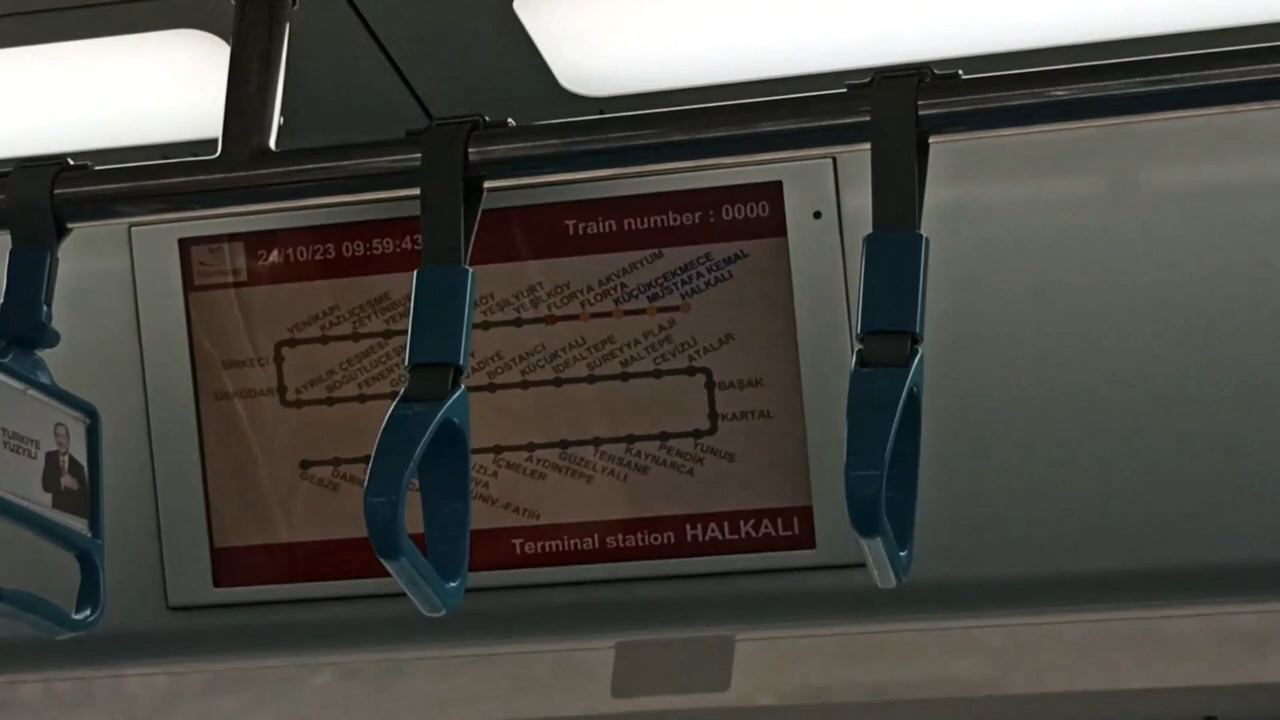 24/10/23 09:59:43
Train number : 0000
YENİKAPI
KAZLIÇEŞME
YEŞİLYURT
YEŞİLKÖY
FLORYA AKVARYUM
FLORYA
KÜÇÜKÇEKMECE
MUSTAFA KEMAL
HALKALI
SİRKECİ
ÜSKÜDAR
AYRILIK ÇEŞMESİ
BOSTANCI
KÜÇÜKYALI
İDEALTEPE
SÜREYYA PLAJI
MALTEPE
CEVİZLİ
ATALAR
BAŞAK
KARTAL
YUNUS
PENDİK
KAYNARCA
TERSANE
GÜZELYALI
AYDINTEPE
İÇMELER
GEBZE
Terminal station HALKALI
TÜRKİYE
YÜZYILI